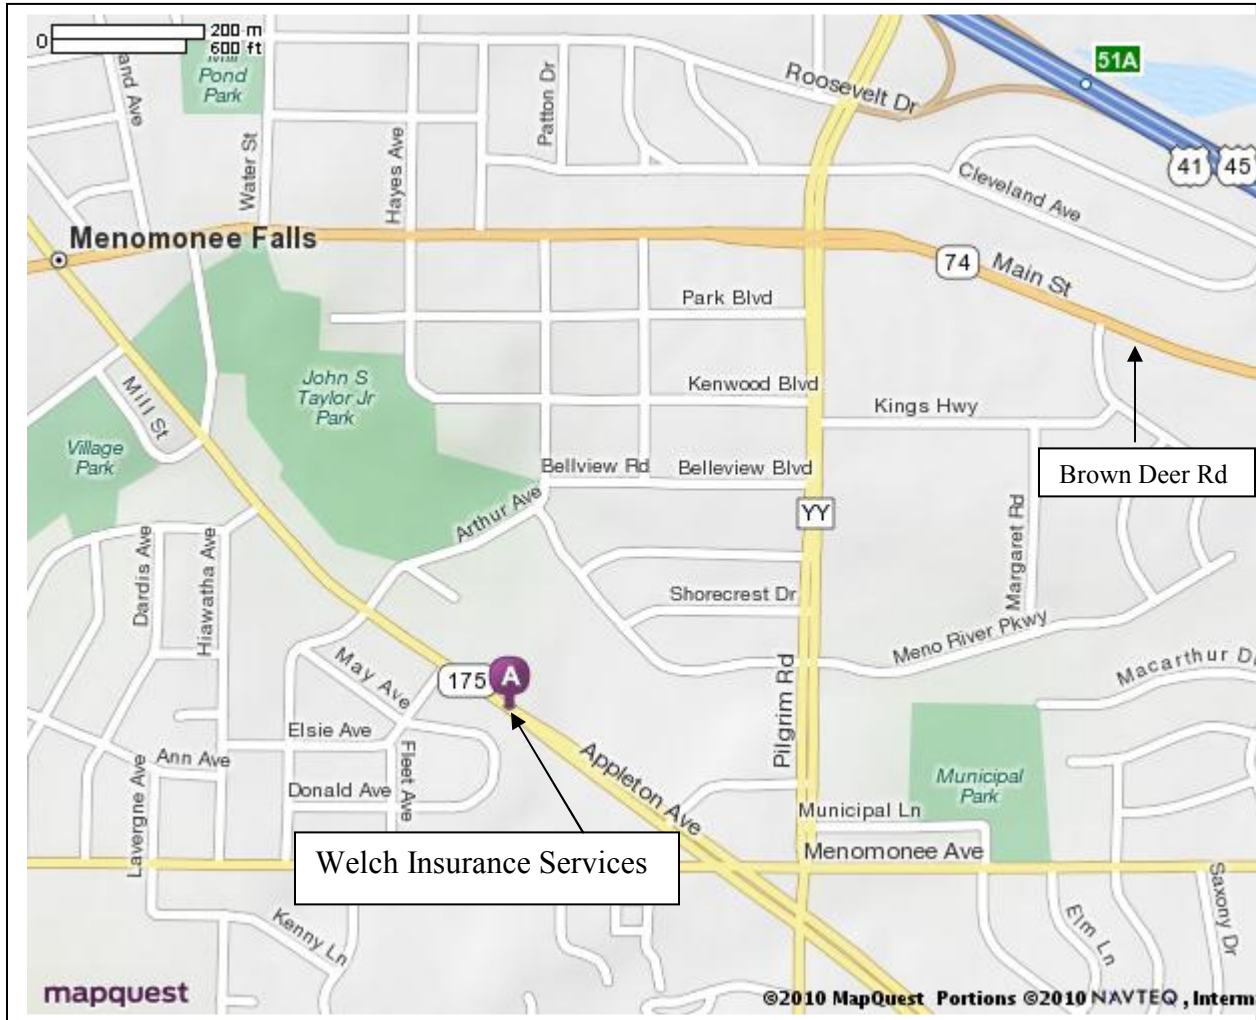 0
200 m
600 ft
Mill
Pond
Park
and Ave
Water St
Hayes Ave
Patton Dr
Roosevelt Dr
51A
41
45
Cleveland Ave
Menomonee Falls
74
Main St
Park Blvd
John S
Taylor Jr
Park
Kenwood Blvd
Kings Hwy
Mill St
Village
Park
Bellview Rd
Belleview Blvd
Brown Deer Rd
Arthur Ave
YY
Margaret Rd
Dardis Ave
Hiawatha Ave
Shorecrest Dr
Meno River Pkwy
May Ave
175
A
Macarthur D
Pilgrim Rd
Elsie Ave
Ann Ave
Fleet Ave
Appleton Ave
Donald Ave
Lavergne Ave
Municipal
Park
Municipal Ln
Menomonee Ave
Welch Insurance Services
Saxony Dr
Elm Ln
Kenny Ln
mapquest
©2010 MapQuest Portions ©2010 NAVTEQ , Interm